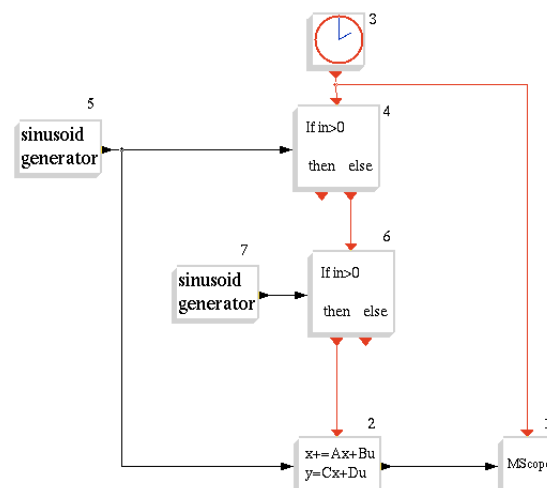 3
5
4
sinusoid
generator
If in>0
then else
6
7
sinusoid
generator
If in>0
then else
2
x+=Ax+Bu
y=Cx+Du
MScope